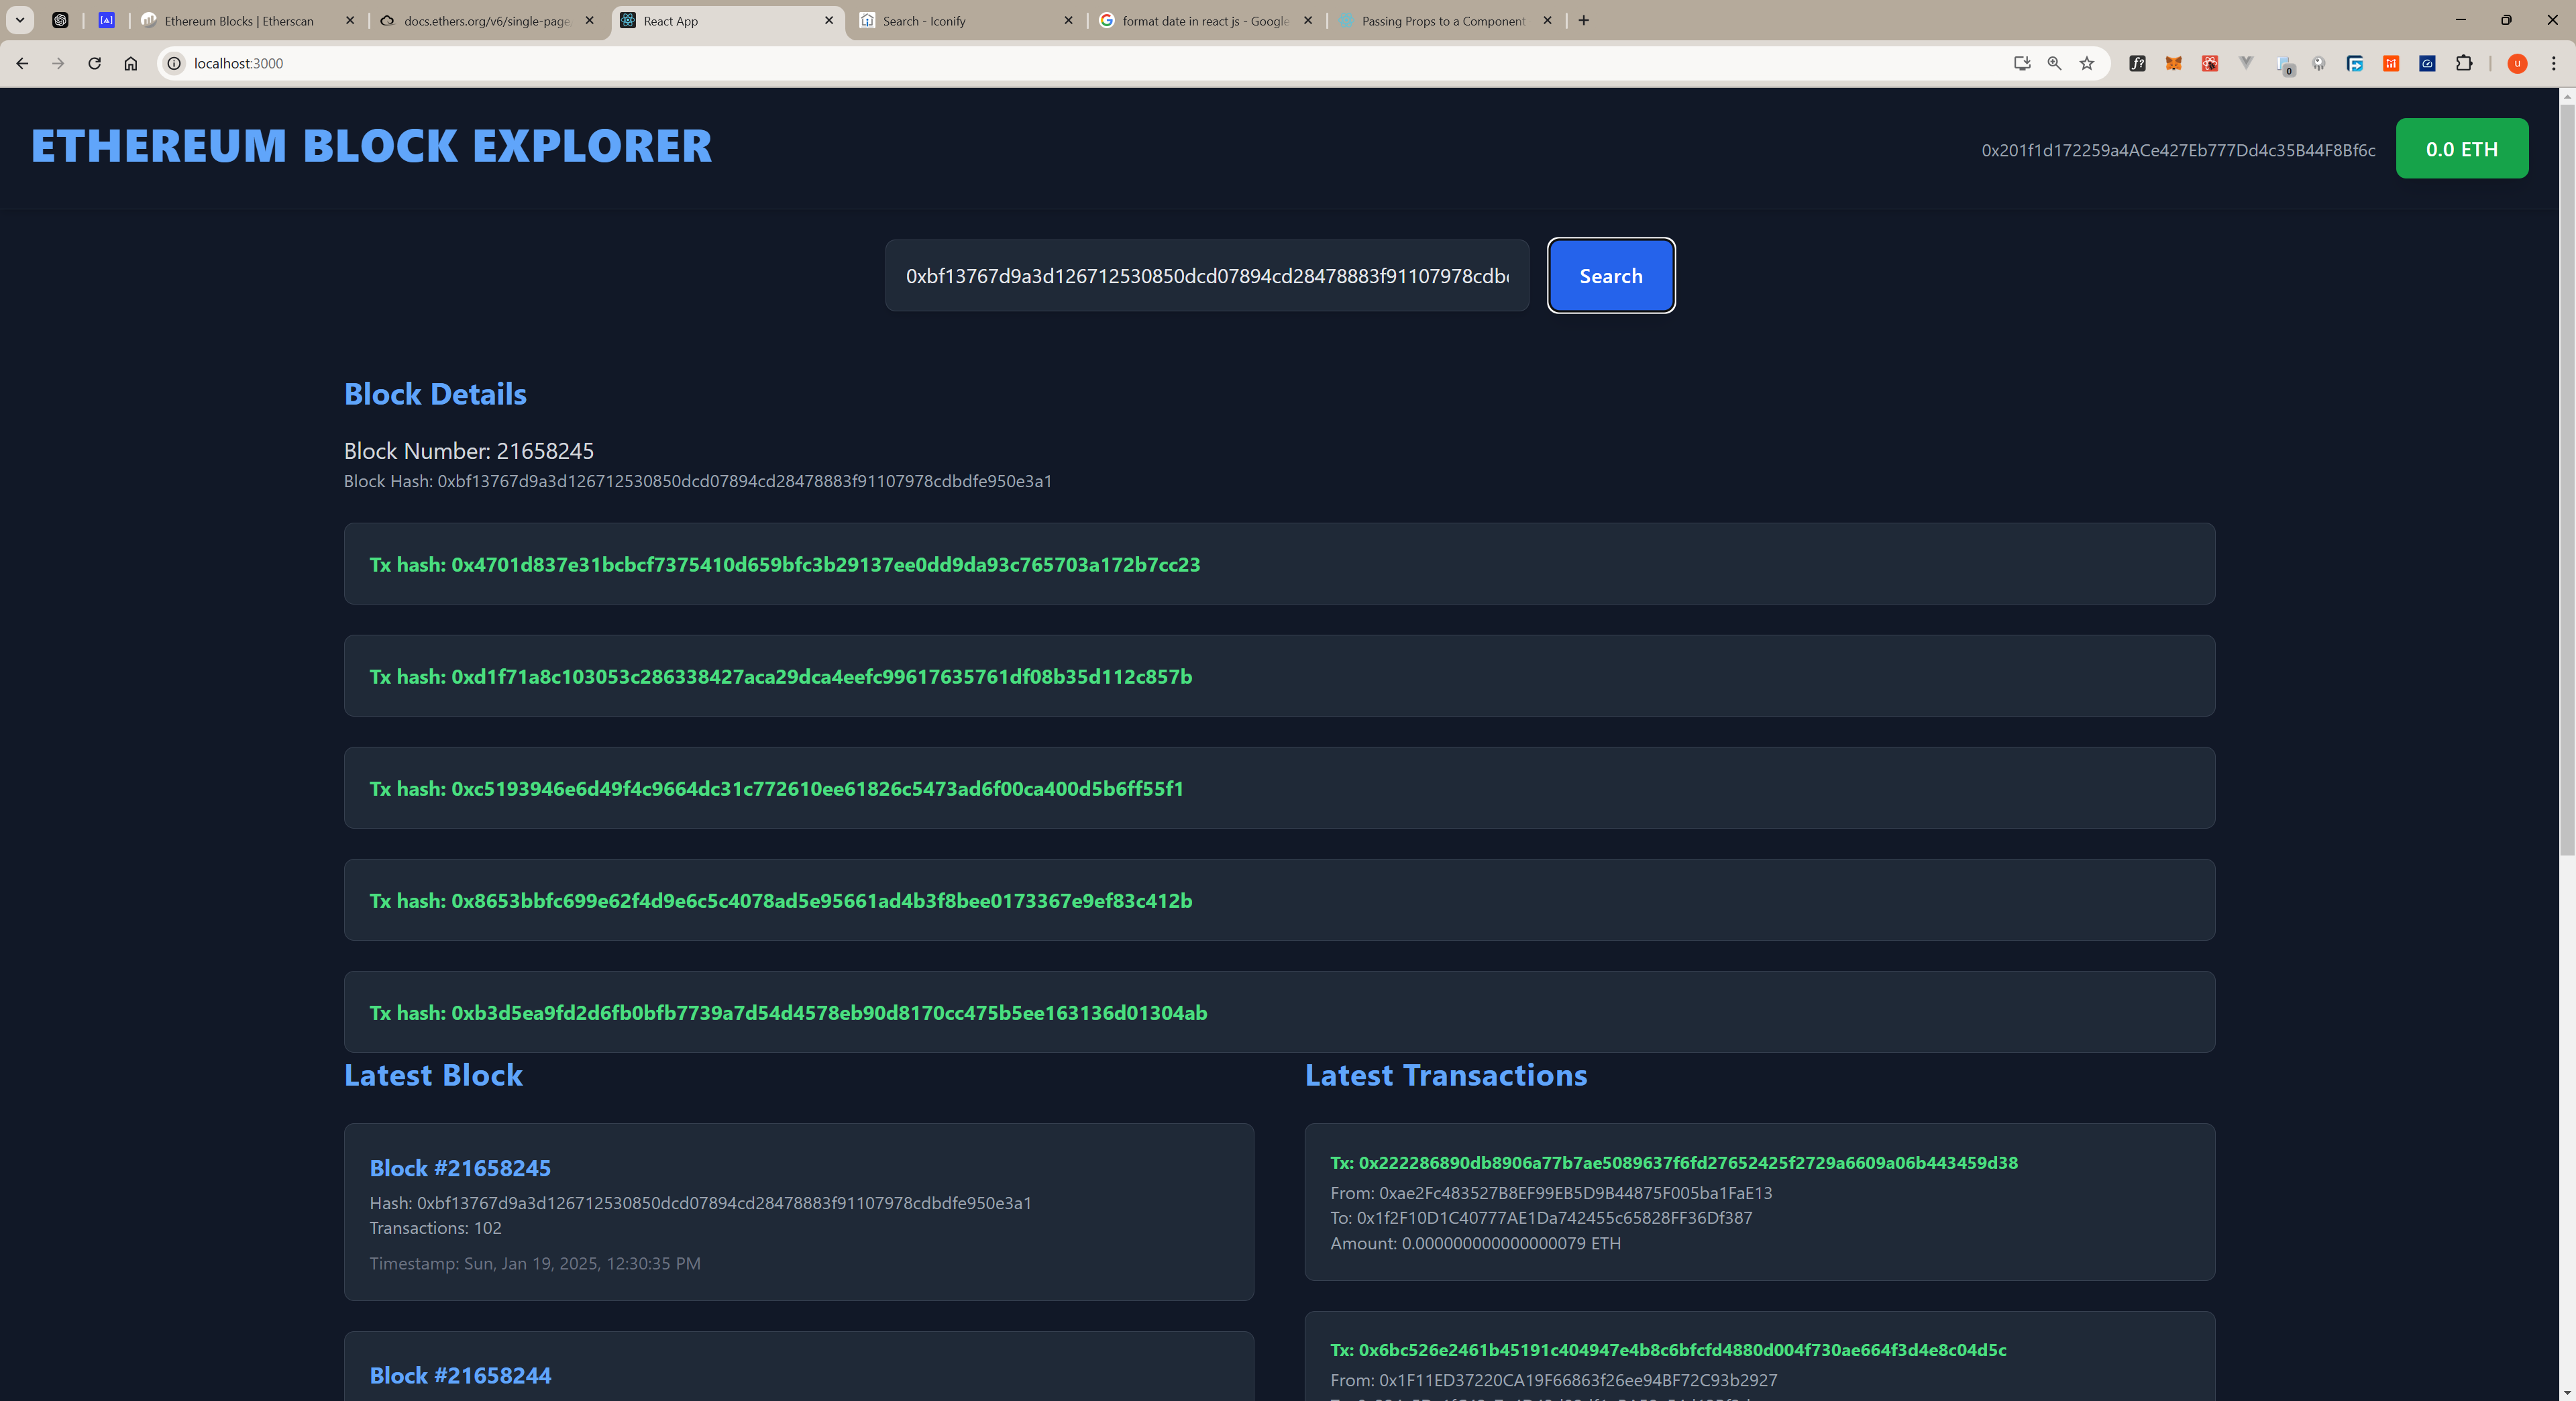 Ethereum Blocks | Etherscan
docs.ethers.org/v6/single-page
React App
Search - Iconify
format date in react js - Google
Passing Props to a Component
localhost:3000
0
u
ETHEREUM BLOCK EXPLORER
0x201f1d172259a4ACe427Eb777Dd4c35B44F8Bf6c
0.0 ETH
0xbf13767d9a3d126712530850dcd07894cd28478883f91107978cdb
Search
Block Details
Block Number: 21658245
Block Hash: 0xbf13767d9a3d126712530850dcd07894cd28478883f91107978cdbdfe950e3a1
Tx hash: 0x4701d837e31bcbcf7375410d659bfc3b29137ee0dd9da93c765703a172b7cc23
Tx hash: 0xd1f71a8c103053c286338427aca29dca4eefc99617635761df08b35d112c857b
Tx hash: 0xc5193946e6d49f4c9664dc31c772610ee61826c5473ad6f00ca400d5b6ff55f1
Tx hash: 0x8653bbfc699e62f4d9e6c5c4078ad5e95661ad4b3f8bee0173367e9ef83c412b
Tx hash: 0xb3d5ea9fd2d6fb0bfb7739a7d54d4578eb90d8170cc475b5ee163136d01304ab
Latest Block
Block #21658245
Hash: 0xbf13767d9a3d126712530850dcd07894cd28478883f91107978cdbdfe950e3a1
Transactions: 102
Timestamp: Sun, Jan 19, 2025, 12:30:35 PM
Block #21658244
Latest Transactions
Tx: 0x222286890db8906a77b7ae5089637f6fd27652425f2729a6609a06b443459d38
From: 0xae2Fc483527B8EF99EB5D9B44875F005ba1FaE13
To: 0x1f2F10D1C40777AE1Da742455c65828FF36Df387
Amount: 0.000000000000000079 ETH
Tx: 0x6bc526e2461b45191c404947e4b8c6bfcfd4880d004f730ae664f3d4e8c04d5c
From: 0x1F11ED37220CA19F66863f26ee94BF72C93b2927